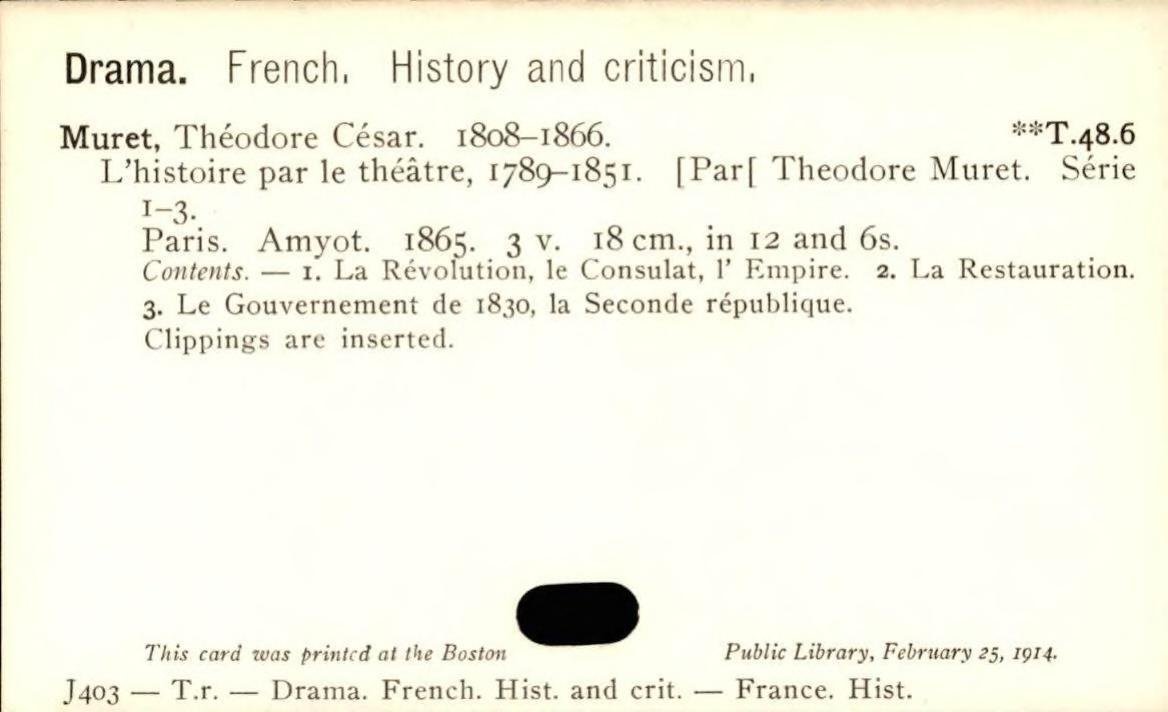 Drama. French. History and criticism.
Muret, Théodore César. 1808–1866. **T.48.6
L'histoire par le théâtre, 1789–1851. [Par[ Theodore Muret. Série
1–3.
Paris. Amyot. 1865. 3 v. 18 cm., in 12 and 6s.
Contents. — 1. La Révolution, le Consulat, l' Empire. 2. La Restauration.
3. Le Gouvernement de 1830, la Seconde république.
Clippings are inserted.
This card was printed at the Boston Public Library, February 25, 1914.
J403 — T.r. — Drama. French. Hist. and crit. — France. Hist.